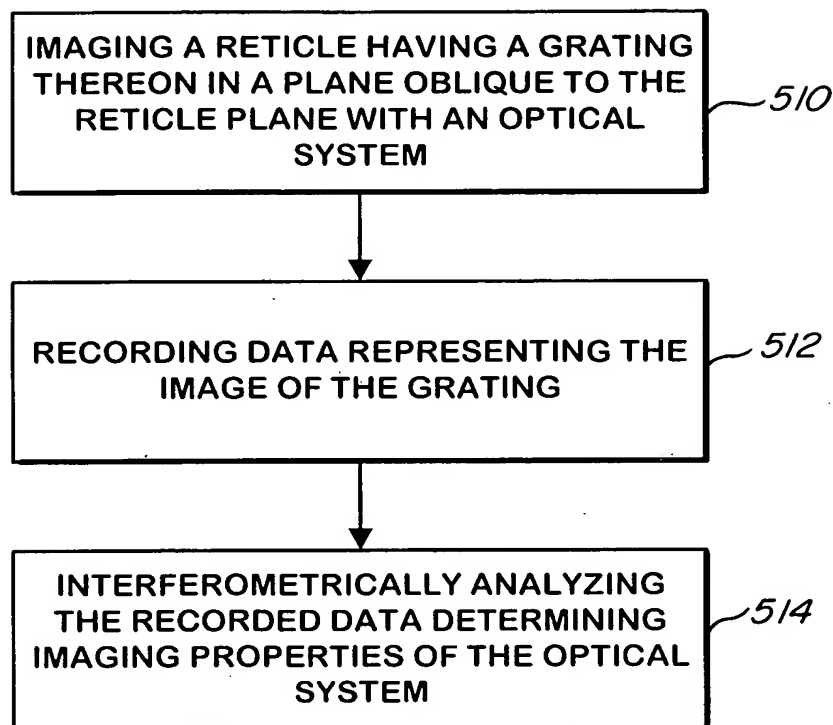 IMAGING A RETICLE HAVING A GRATING
THEREON IN A PLANE OBLIQUE TO THE
RETICLE PLANE WITH AN OPTICAL
SYSTEM
510
RECORDING DATA REPRESENTING THE
IMAGE OF THE GRATING
512
INTERFEROMETRICALLY ANALYZING
THE RECORDED DATA DETERMINING
IMAGING PROPERTIES OF THE OPTICAL
SYSTEM
514